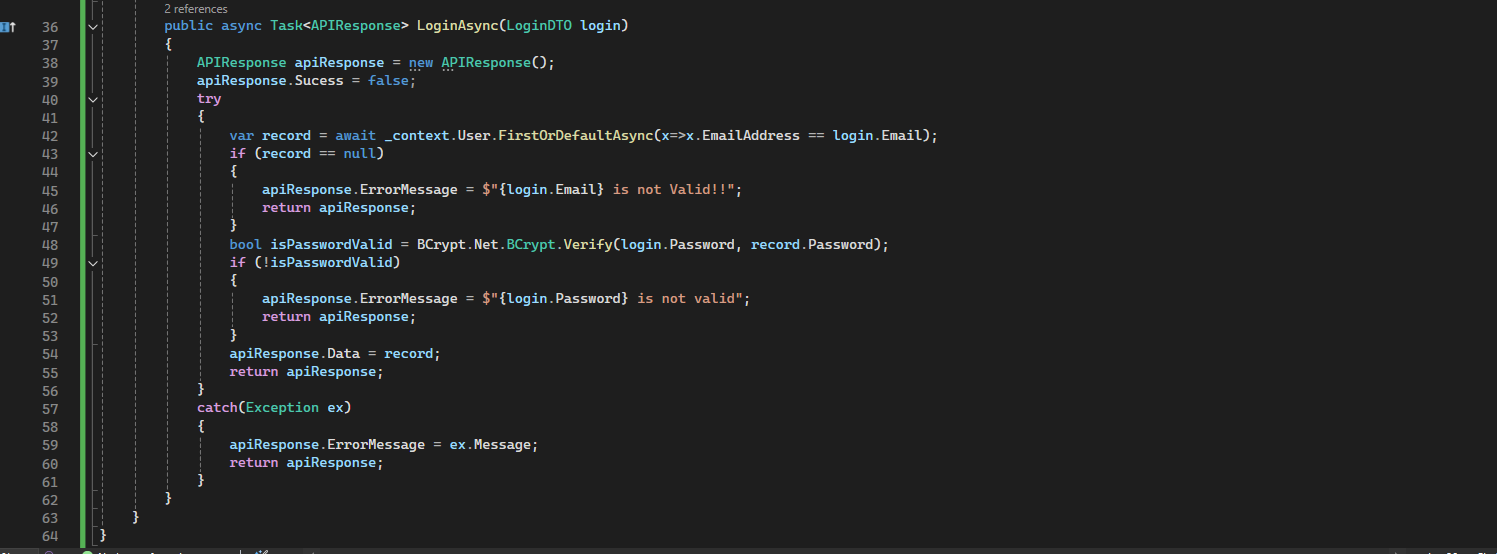 2 references
36 public async Task<APIResponse> LoginAsync(LoginDTO login)
37 {
38 APIResponse apiResponse = new APIResponse();
39 apiResponse.Sucess = false;
40 try
41 {
42 var record = await _context.User.FirstOrDefaultAsync(x=>x.EmailAddress == login.Email);
43 if (record == null)
44 {
45 apiResponse.ErrorMessage = $"{login.Email} is not Valid!!";
46 return apiResponse;
47 }
48 bool isPasswordValid = BCrypt.Net.BCrypt.Verify(login.Password, record.Password);
49 if (!isPasswordValid)
50 {
51 apiResponse.ErrorMessage = $"{login.Password} is not valid";
52 return apiResponse;
53 }
54 apiResponse.Data = record;
55 return apiResponse;
56 }
57 catch(Exception ex)
58 {
59 apiResponse.ErrorMessage = ex.Message;
60 return apiResponse;
61 }
62 }
63 }
64 }